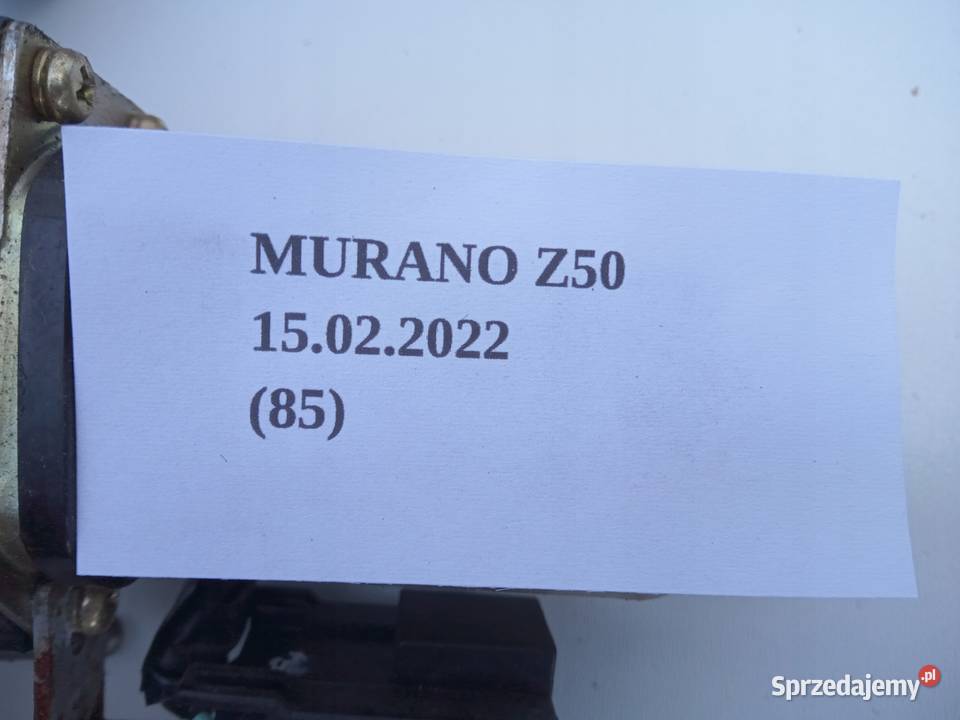 MURANO Z50
15.02.2022
(85)
Sprzedajemy.pl